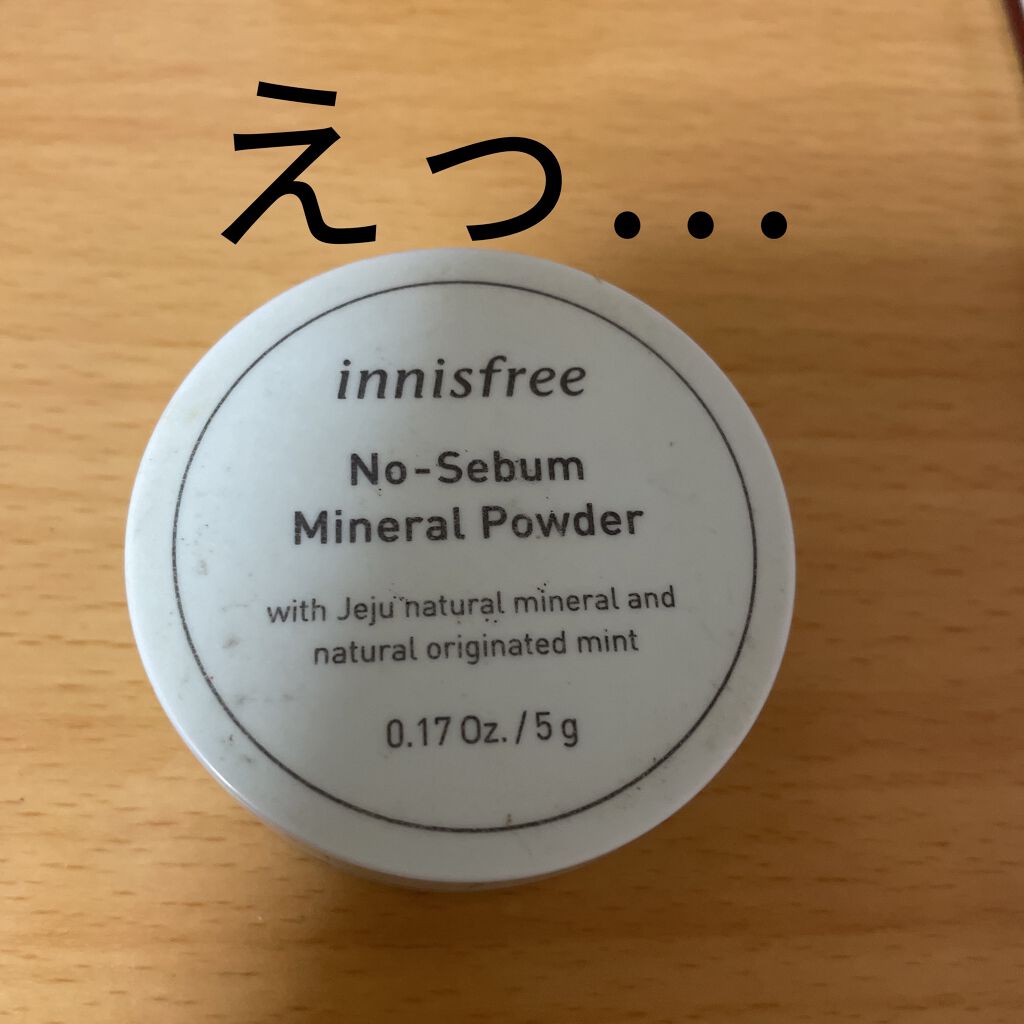 えっ...
innisfree
No-Sebum
Mineral Powder
with Jeju natural mineral and
natural originated mint
0.17 Oz. / 5 g